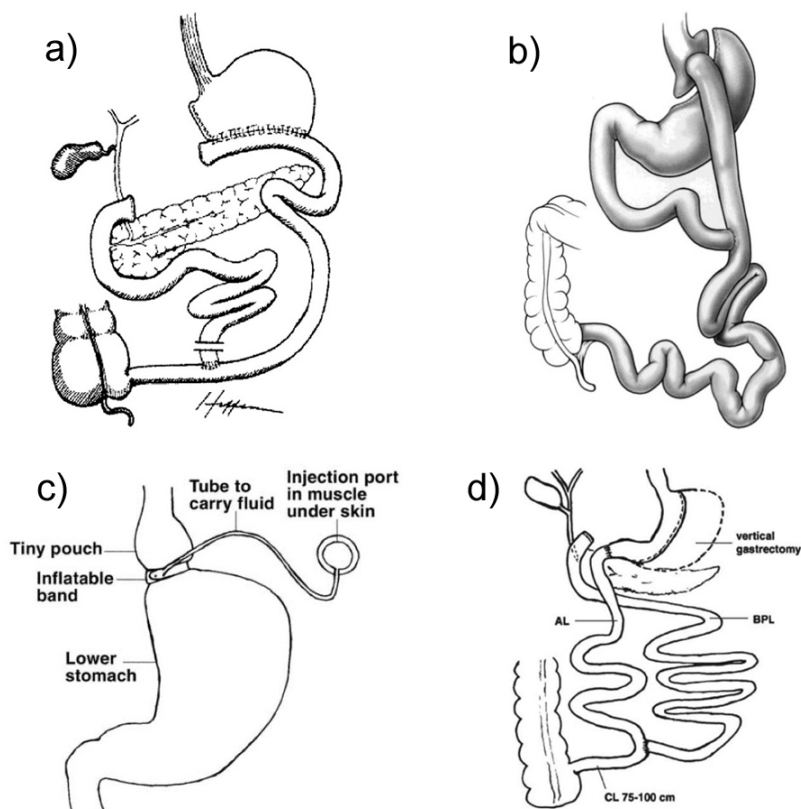 a)
b)
c)
Tube to
carry fluid
Injection port
in muscle
under skin
Tiny pouch
Inflatable
band
Lower
stomach
d)
vertical
gastrectomy
AL
BPL
CL 75-100 cm